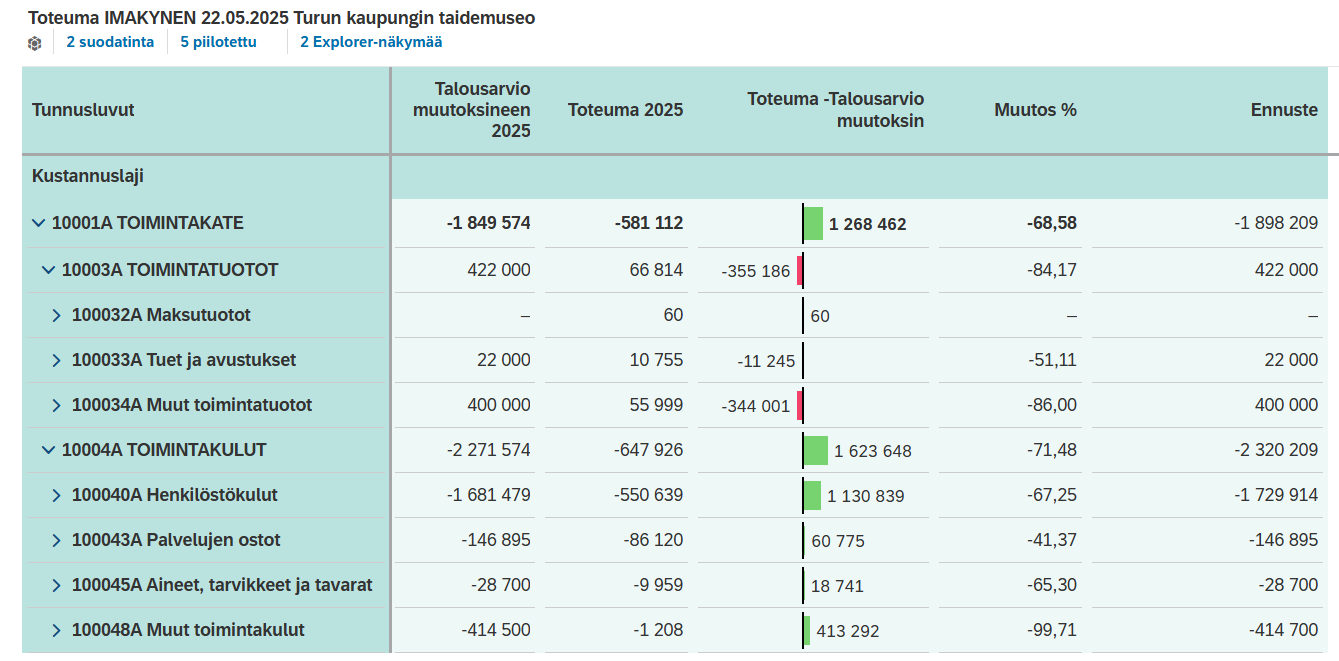 Toteuma IMAKYNEN 22.05.2025 Turun kaupungin taidemuseo
2 suodatinta 5 piilotettu 2 Explorer-näkymää
Tunnusluvut Talousarvio muutoksineen 2025 Toteuma 2025 Toteuma -Talousarvio muutoksin Muutos % Ennuste
Kustannuslaji
10001A TOIMINTAKATE -1 849 574 -581 112 1 268 462 -68,58 -1 898 209
10003A TOIMINTATUOTOT 422 000 66 814 -355 186 -84,17 422 000
100032A Maksutuotot – 60 60 – –
100033A Tuet ja avustukset 22 000 10 755 -11 245 -51,11 22 000
100034A Muut toimintatuotot 400 000 55 999 -344 001 -86,00 400 000
10004A TOIMINTAKULUT -2 271 574 -647 926 1 623 648 -71,48 -2 320 209
100040A Henkilöstökulut -1 681 479 -550 639 1 130 839 -67,25 -1 729 914
100043A Palvelujen ostot -146 895 -86 120 60 775 -41,37 -146 895
100045A Aineet, tarvikkeet ja tavarat -28 700 -9 959 18 741 -65,30 -28 700
100048A Muut toimintakulut -414 500 -1 208 413 292 -99,71 -414 700